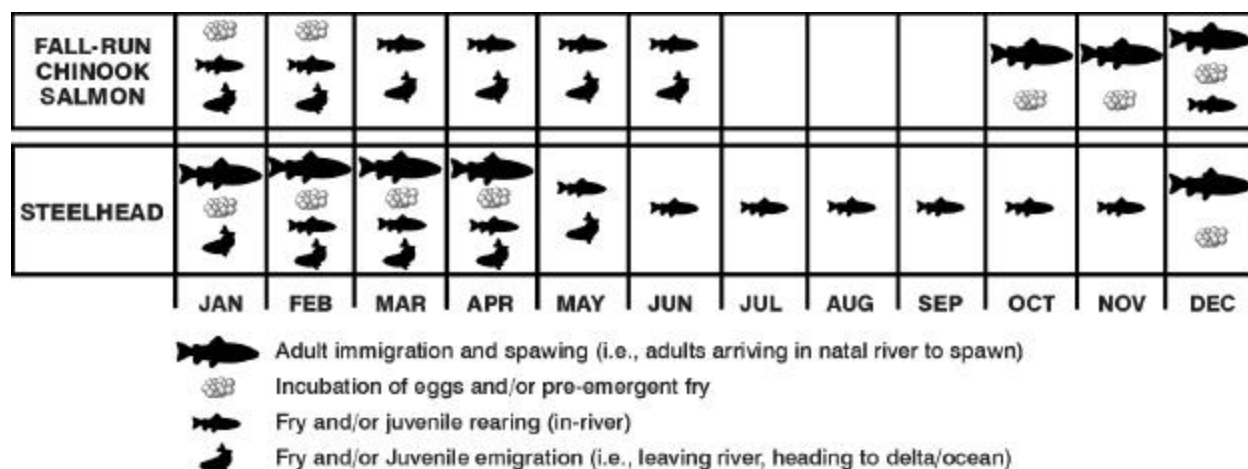 FALL-RUN
CHINOOK
SALMON
STEELHEAD
JAN FEB MAR APR MAY JUN JUL AUG SEP OCT NOV DEC
Adult immigration and spawing (i.e., adults arriving in natal river to spawn)
Incubation of eggs and/or pre-emergent fry
Fry and/or juvenile rearing (in-river)
Fry and/or Juvenile emigration (i.e., leaving river, heading to delta/ocean)